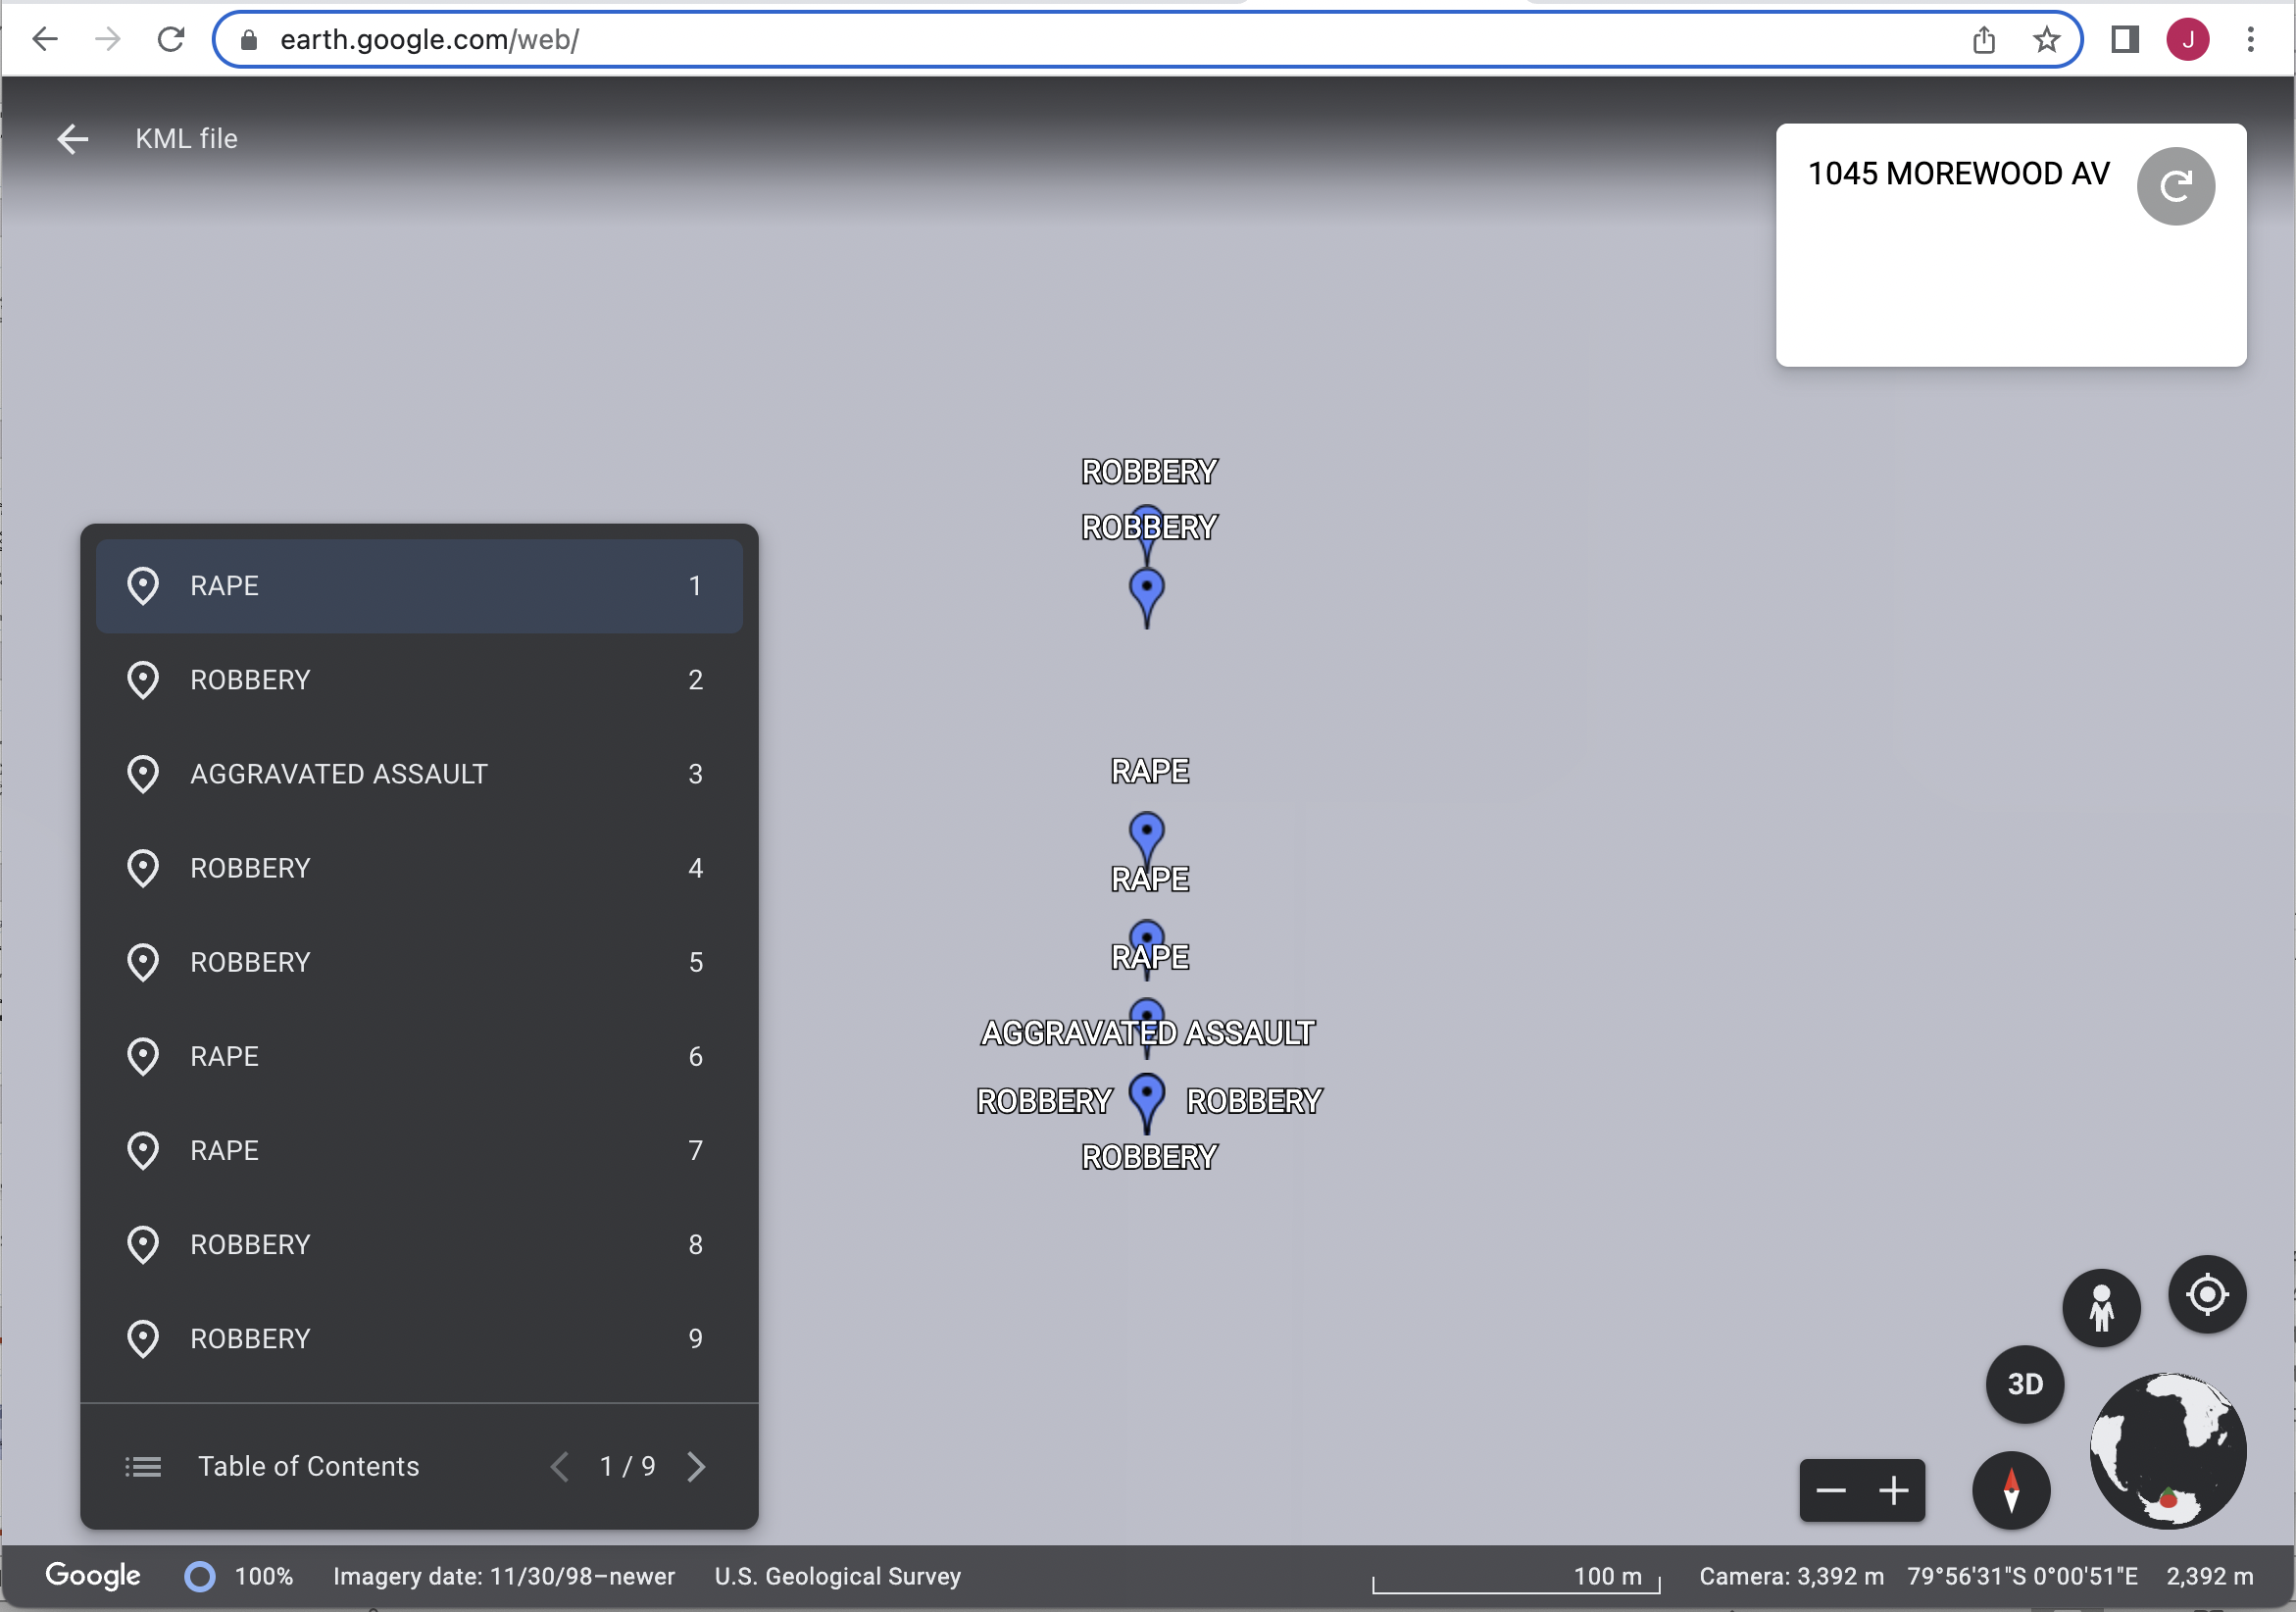 earth.google.com/web/
J
KML file
1045 MOREWOOD AV
ROBBERY
ROBBERY
RAPE
RAPE
RAPE
AGGRAVATED ASSAULT
ROBBERY ROBBERY
ROBBERY
RAPE 1
ROBBERY 2
AGGRAVATED ASSAULT 3
ROBBERY 4
ROBBERY 5
RAPE 6
RAPE 7
ROBBERY 8
ROBBERY 9
Table of Contents 1 / 9
3D
Google 100% Imagery date: 11/30/98–newer U.S. Geological Survey 100 m Camera: 3,392 m 79°56'31"S 0°00'51"E 2,392 m